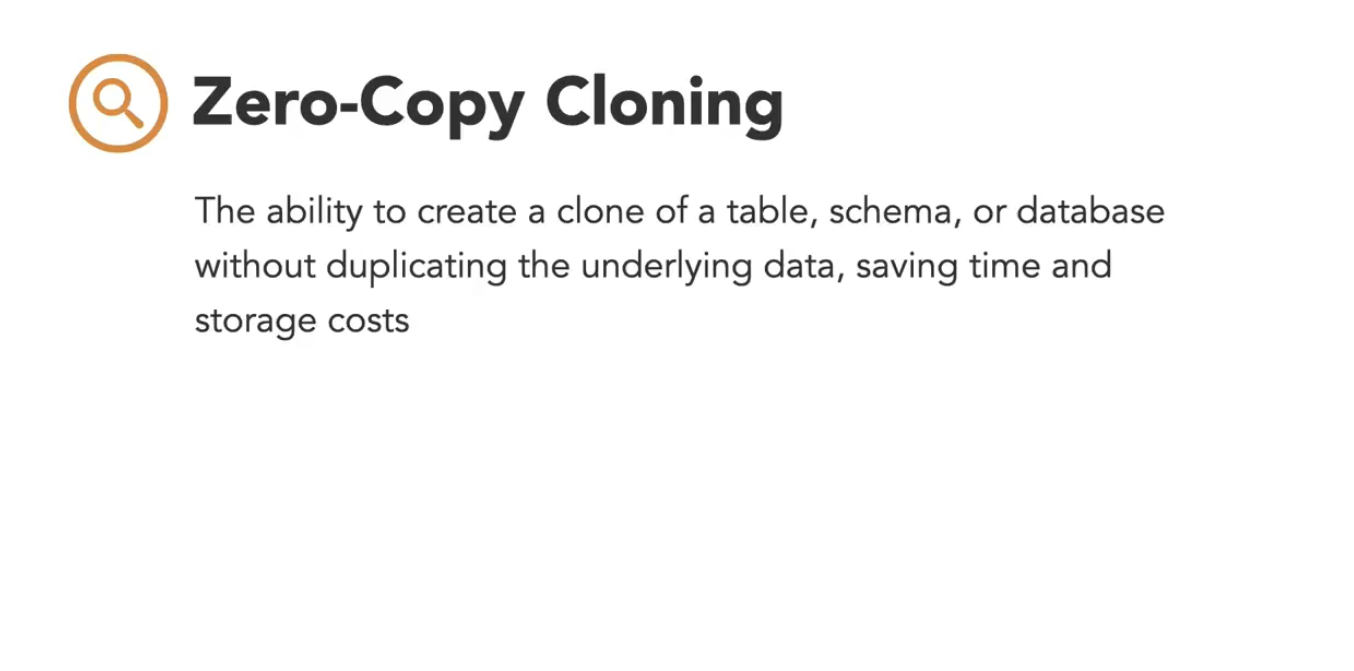 Zero-Copy Cloning
The ability to create a clone of a table, schema, or database
without duplicating the underlying data, saving time and
storage costs